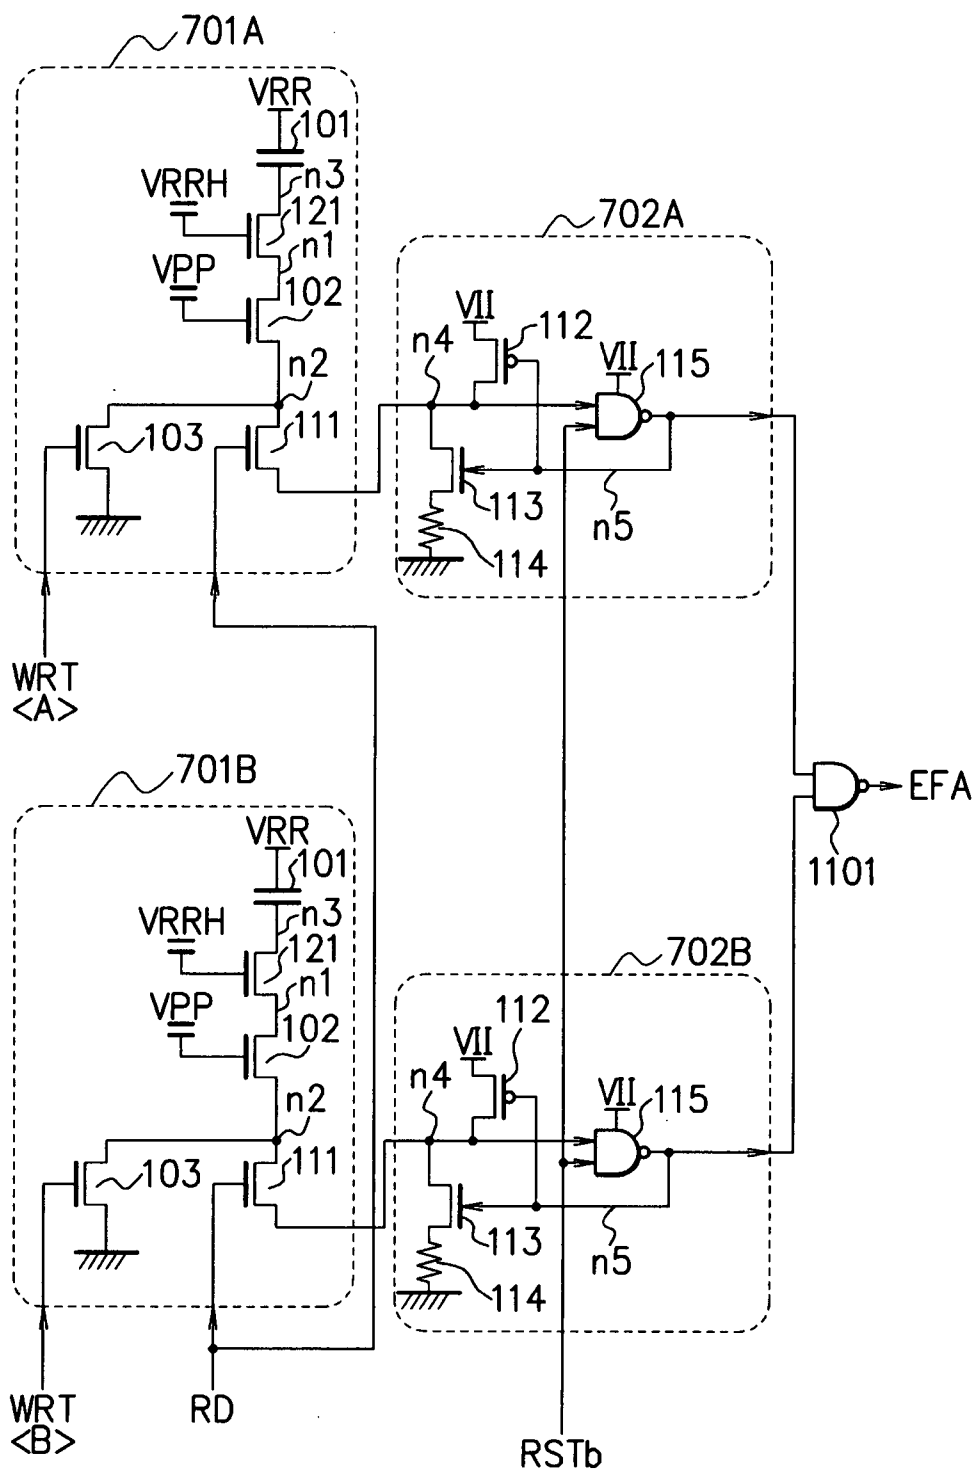 701A
VRR
101
n3
VRRH
121
n1
VPP
102
n2
103
111
WRT
<A>
702A
VII
112
n4
VII
115
113
n5
114
701B
VRR
101
n3
VRRH
121
n1
VPP
102
n2
103
111
WRT
<B>
RD
702B
VII
112
n4
VII
115
113
n5
114
RSTb
EFA
1101